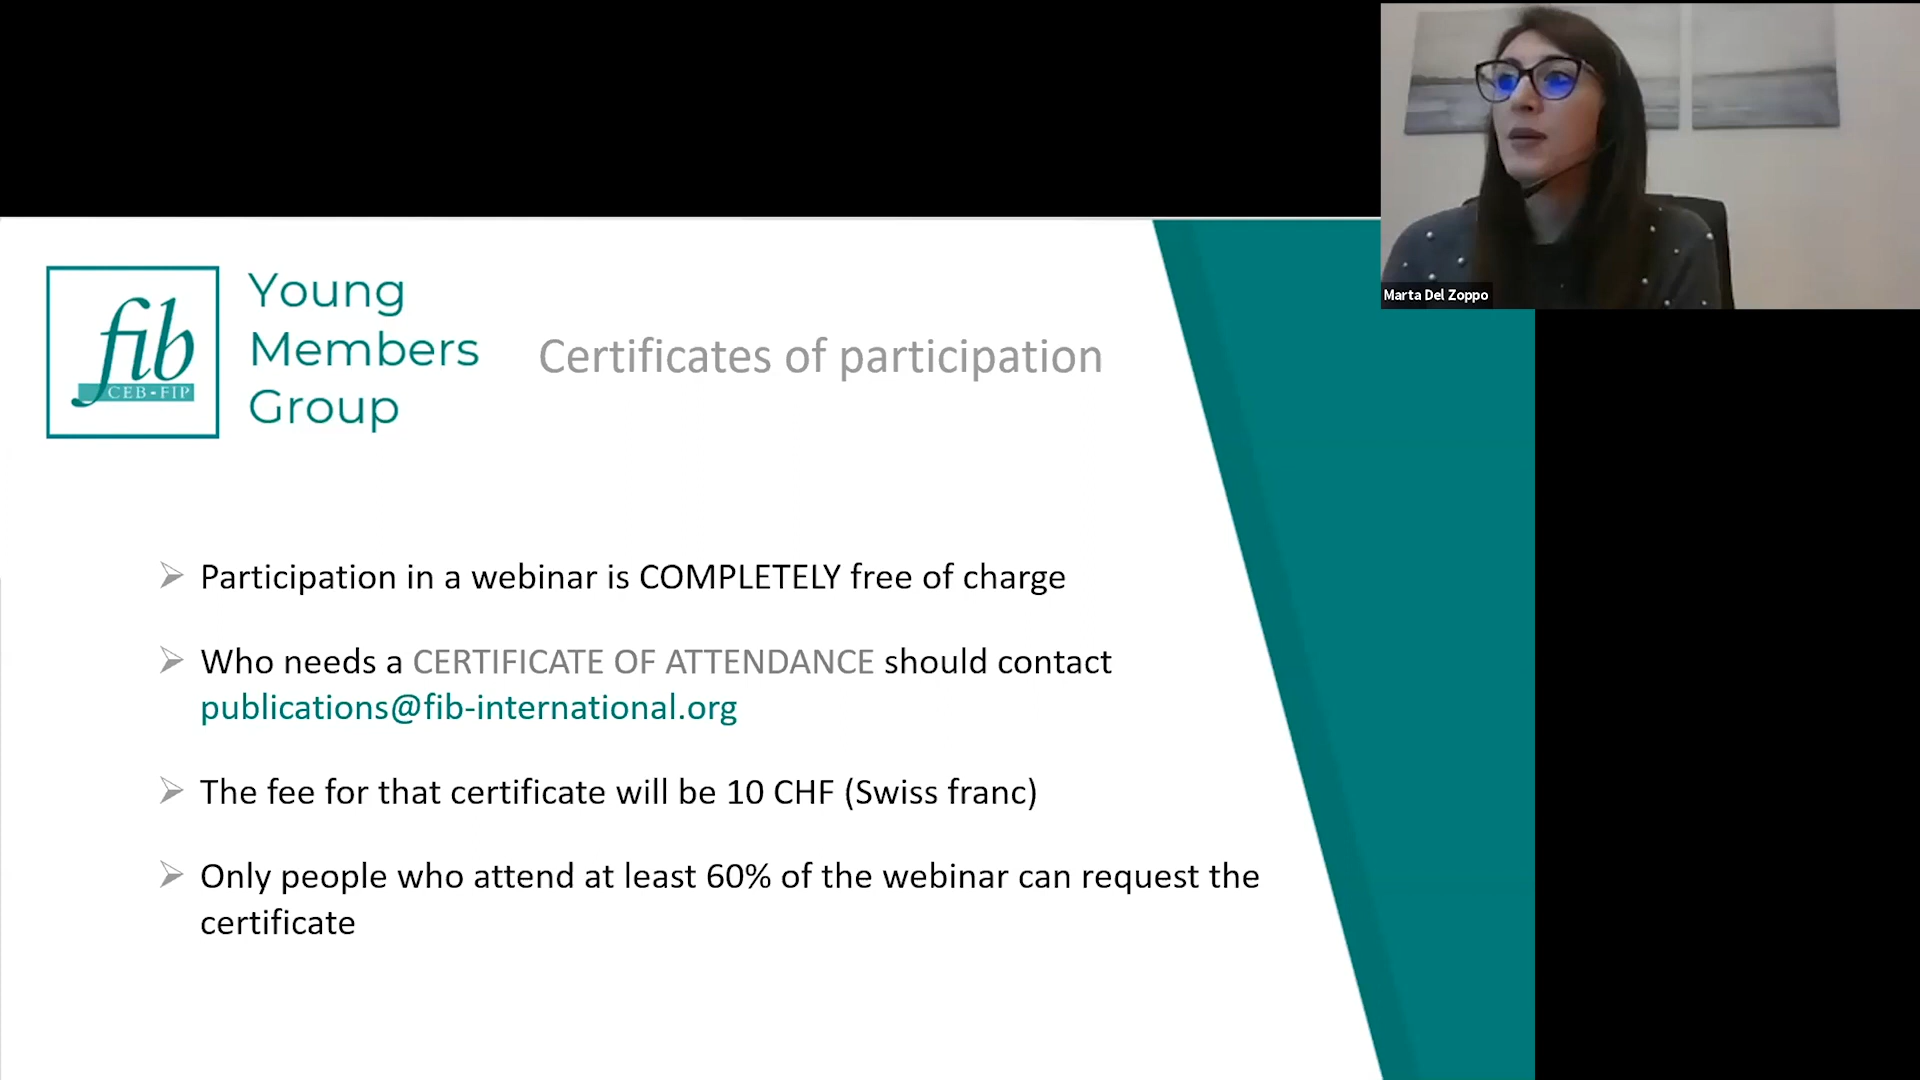 Marta Del Zoppo
fib
CEB-FIP
Young
Members
Group
Certificates of participation
Participation in a webinar is COMPLETELY free of charge
Who needs a CERTIFICATE OF ATTENDANCE should contact
publications@fib-international.org
The fee for that certificate will be 10 CHF (Swiss franc)
Only people who attend at least 60% of the webinar can request the
certificate